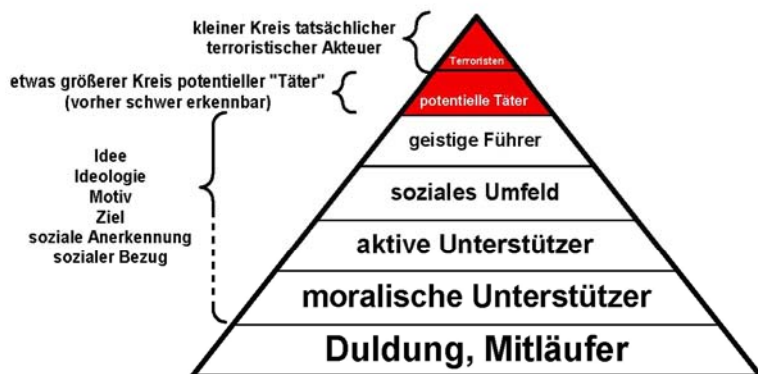 kleiner Kreis tatsächlicher
terroristischer Akteuer
etwas größerer Kreis potentieller "Täter"
(vorher schwer erkennbar)
Idee
Ideologie
Motiv
Ziel
soziale Anerkennung
sozialer Bezug
Terroristen
potentielle Täter
geistige Führer
soziales Umfeld
aktive Unterstützer
moralische Unterstützer
Duldung, Mitläufer